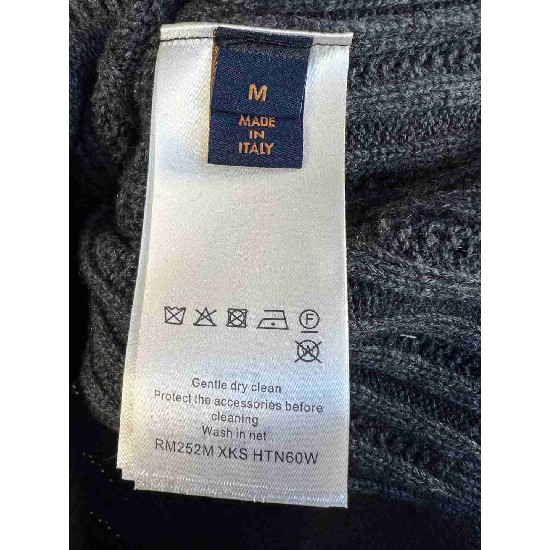 M
MADE
IN
ITALY
F
W
Gentle dry clean
Protect the accessories before
cleaning
Wash in net
RM252M XKS HTN60W